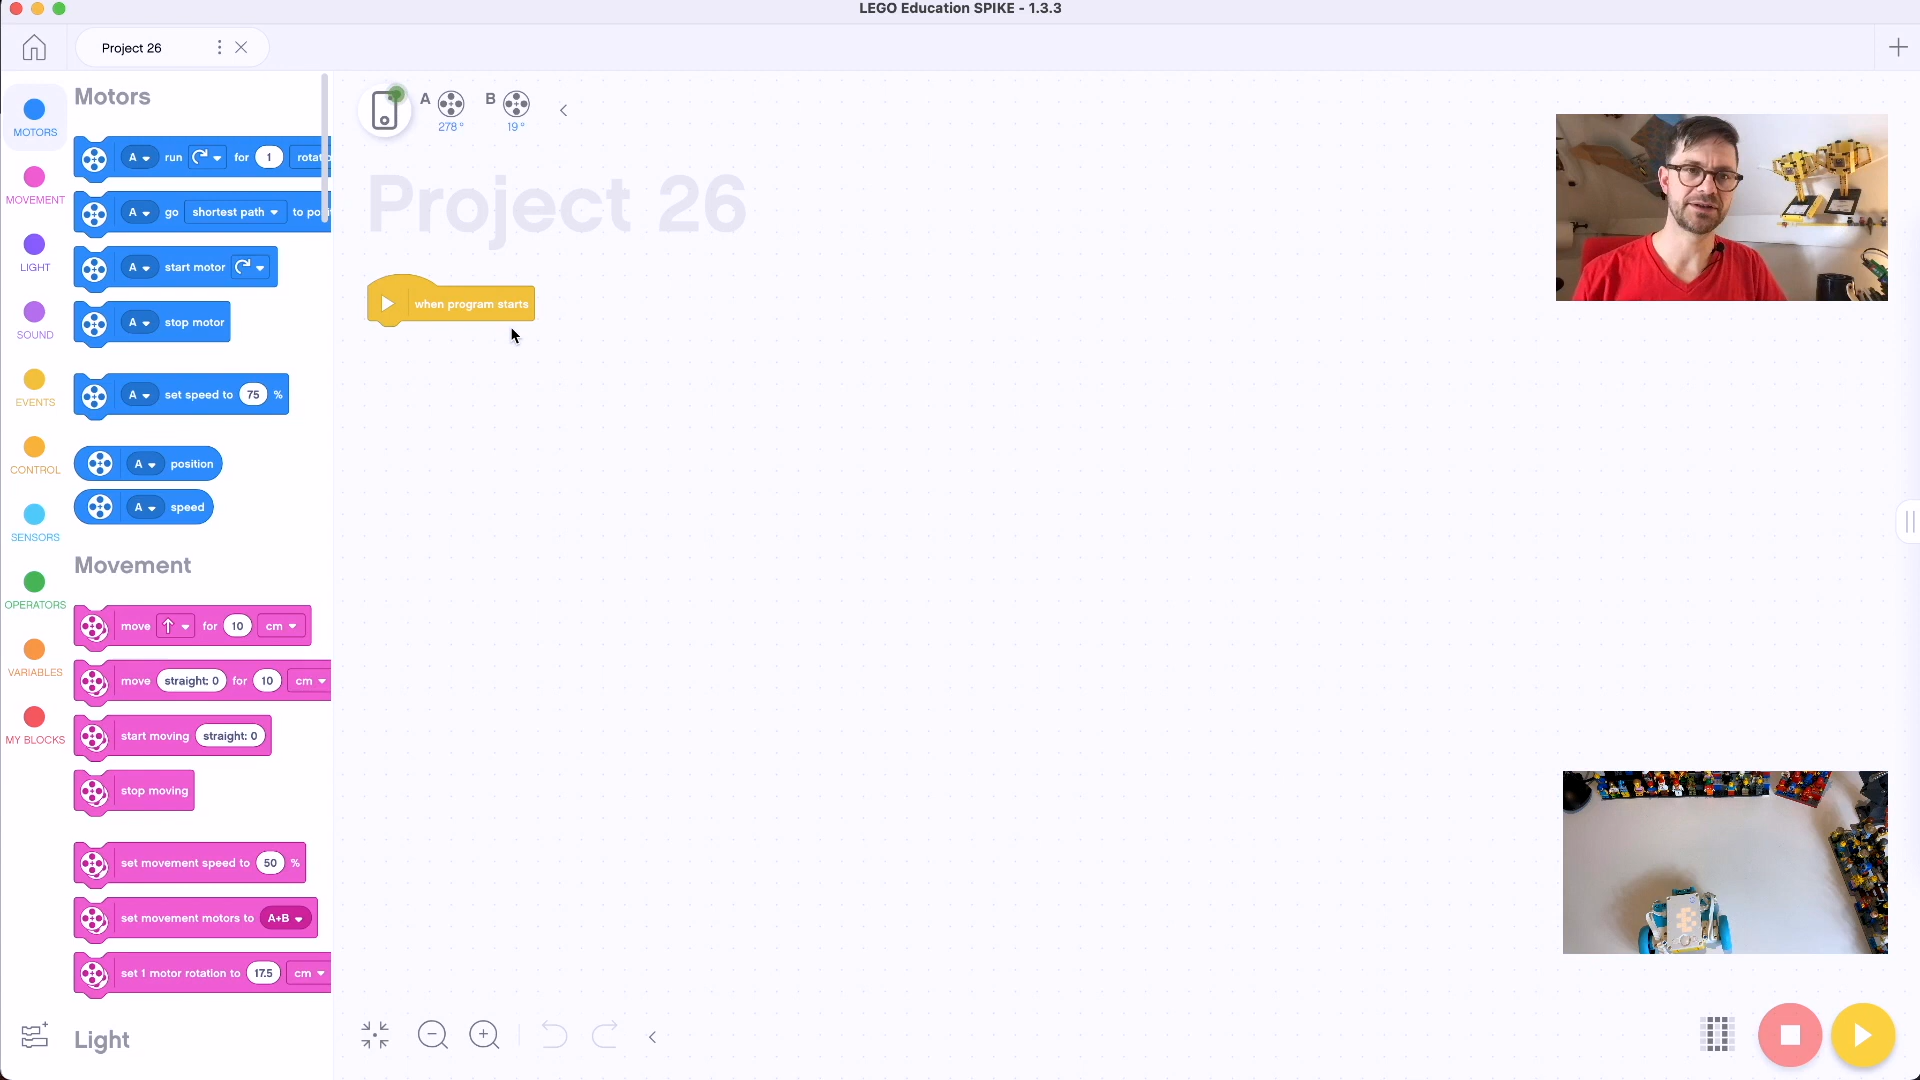 LEGO Education SPIKE - 1.3.3
Project 26
MOTORS
MOVEMENT
LIGHT
SOUND
EVENTS
CONTROL
SENSORS
OPERATORS
VARIABLES
MY BLOCKS
Motors
A run for 1
A go shortest path to
A start motor
A stop motor
A set speed to 75 %
A position
A speed
Movement
move for 10 cm
move straight: 0 for 10 cm
start moving straight: 0
stop moving
set movement speed to 50 %
set movement motors to A+B
set 1 motor rotation to 17.5 cm
Light
A B
278° 19°
Project 26
when program starts